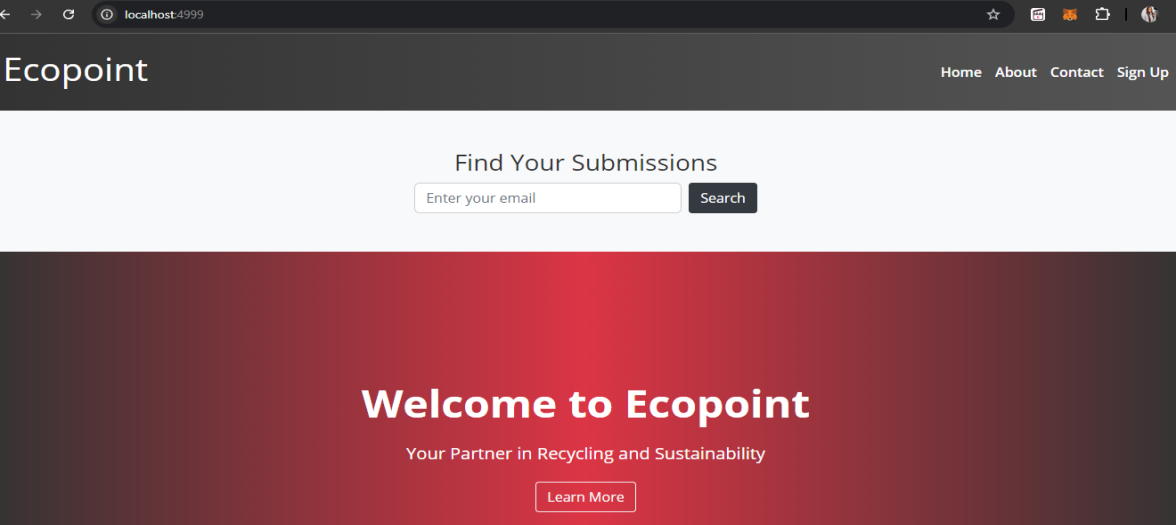 localhost:4999
Ecopoint
Home About Contact Sign Up
Find Your Submissions
Enter your email Search
Welcome to Ecopoint
Your Partner in Recycling and Sustainability
Learn More